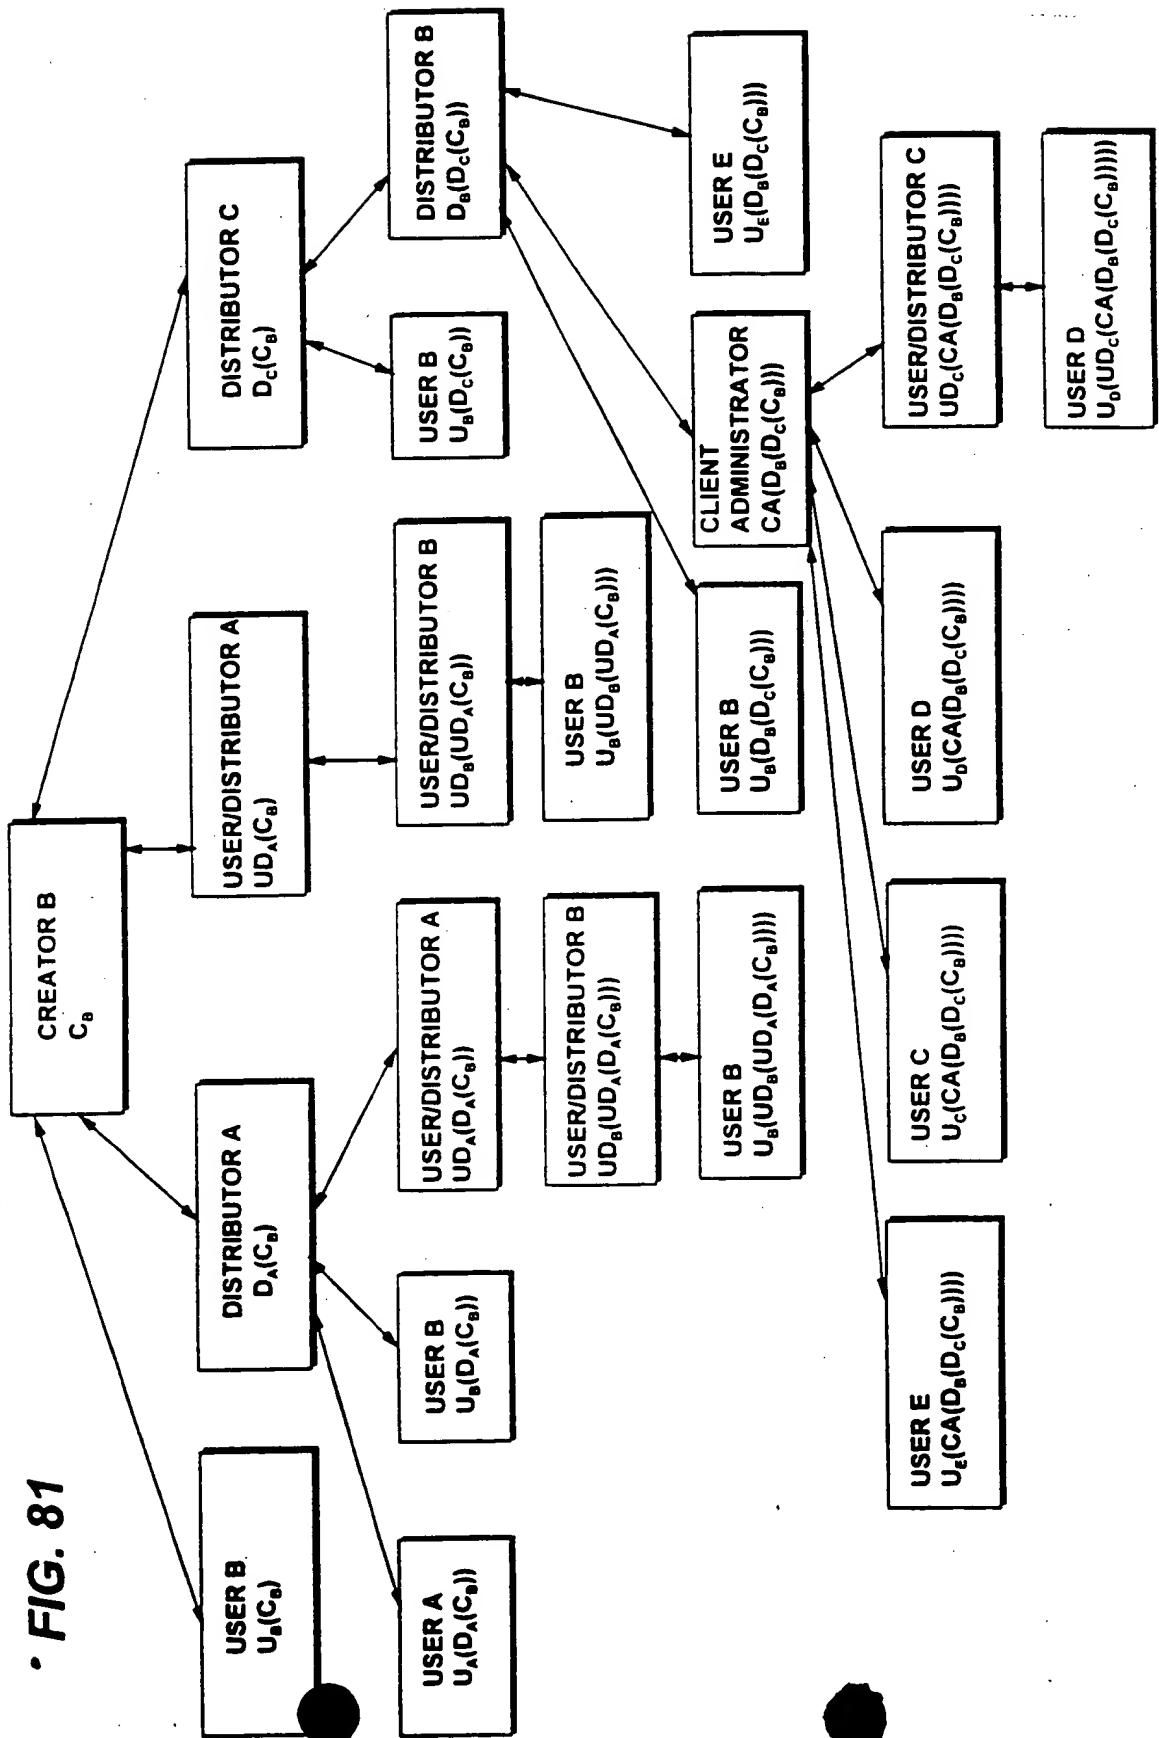 FIG. 81
CREATOR B
C_B
USER B
U_B(C_B)
DISTRIBUTOR A
D_A(C_B)
USER/DISTRIBUTOR A
UD_A(C_B)
DISTRIBUTOR C
D_C(C_B)
USER A
U_A(D_A(C_B))
USER B
U_B(D_A(C_B))
USER/DISTRIBUTOR A
UD_A(D_A(C_B))
USER/DISTRIBUTOR B
UD_B(UD_A(C_B))
USER B
U_B(D_C(C_B))
DISTRIBUTOR B
D_B(D_C(C_B))
USER/DISTRIBUTOR B
UD_B(UD_A(D_A(C_B)))
USER B
U_B(UD_B(UD_A(C_B)))
USER B
U_B(UD_B(UD_A(D_A(C_B))))
USER B
U_B(D_B(D_C(C_B)))
CLIENT
ADMINISTRATOR
CA(D_B(D_C(C_B)))
USER E
U_E(D_B(D_C(C_B)))
USER E
U_E(CA(D_B(D_C(C_B))))
USER C
U_C(CA(D_B(D_C(C_B))))
USER D
U_D(CA(D_B(D_C(C_B))))
USER/DISTRIBUTOR C
UD_C(CA(D_B(D_C(C_B))))
USER D
U_D(UD_C(CA(D_B(D_C(C_B)))))